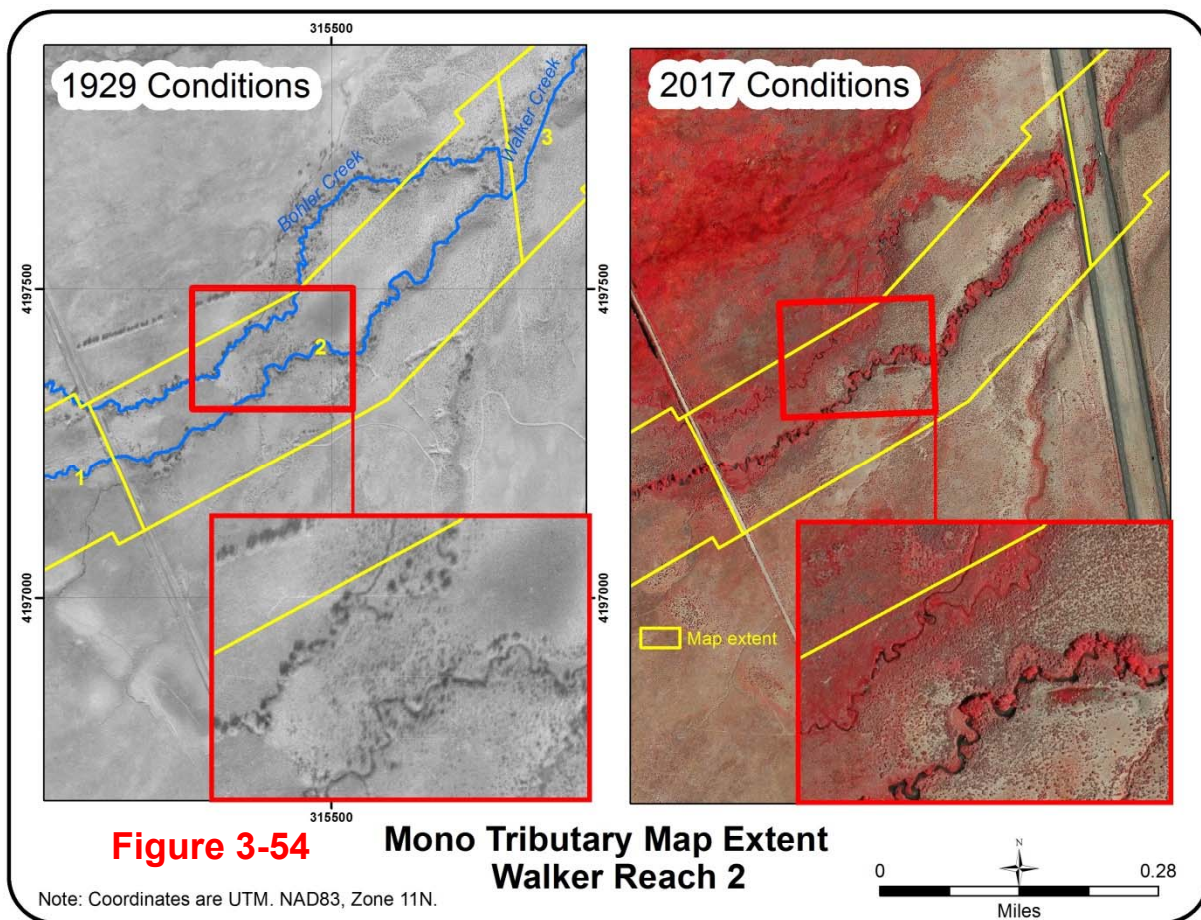 315500
1929 Conditions
2017 Conditions
Bohler Creek
Walker Creek
3
4197500
4197500
2
1
4197000
4197000
Map extent
315500
Figure 3-54
Mono Tributary Map Extent
Walker Reach 2
N
0
0.28
Miles
Note: Coordinates are UTM. NAD83, Zone 11N.